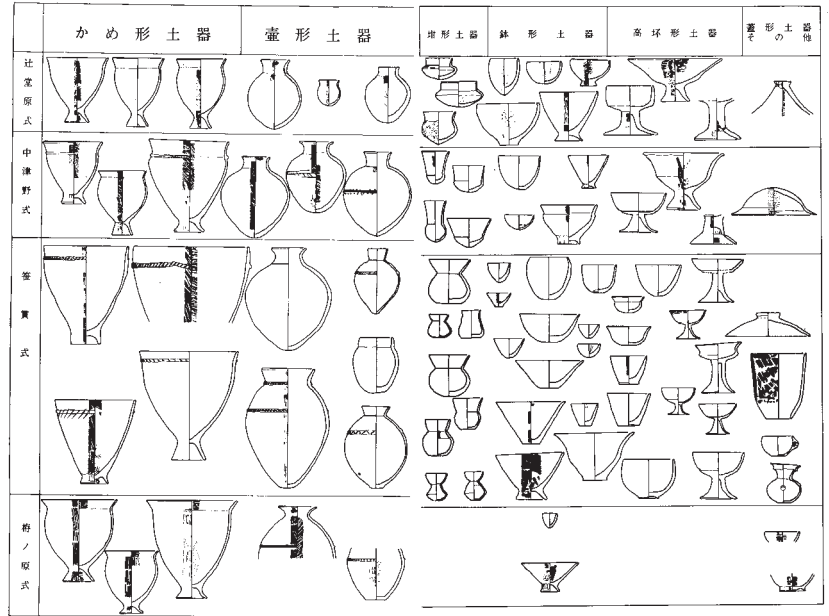 かめ形土器
壷形土器
坩形土器
鉢形土器
高坏形土器
蓋形土器
その他
辻堂原式
中津野式
笹貫式
栫ノ原式